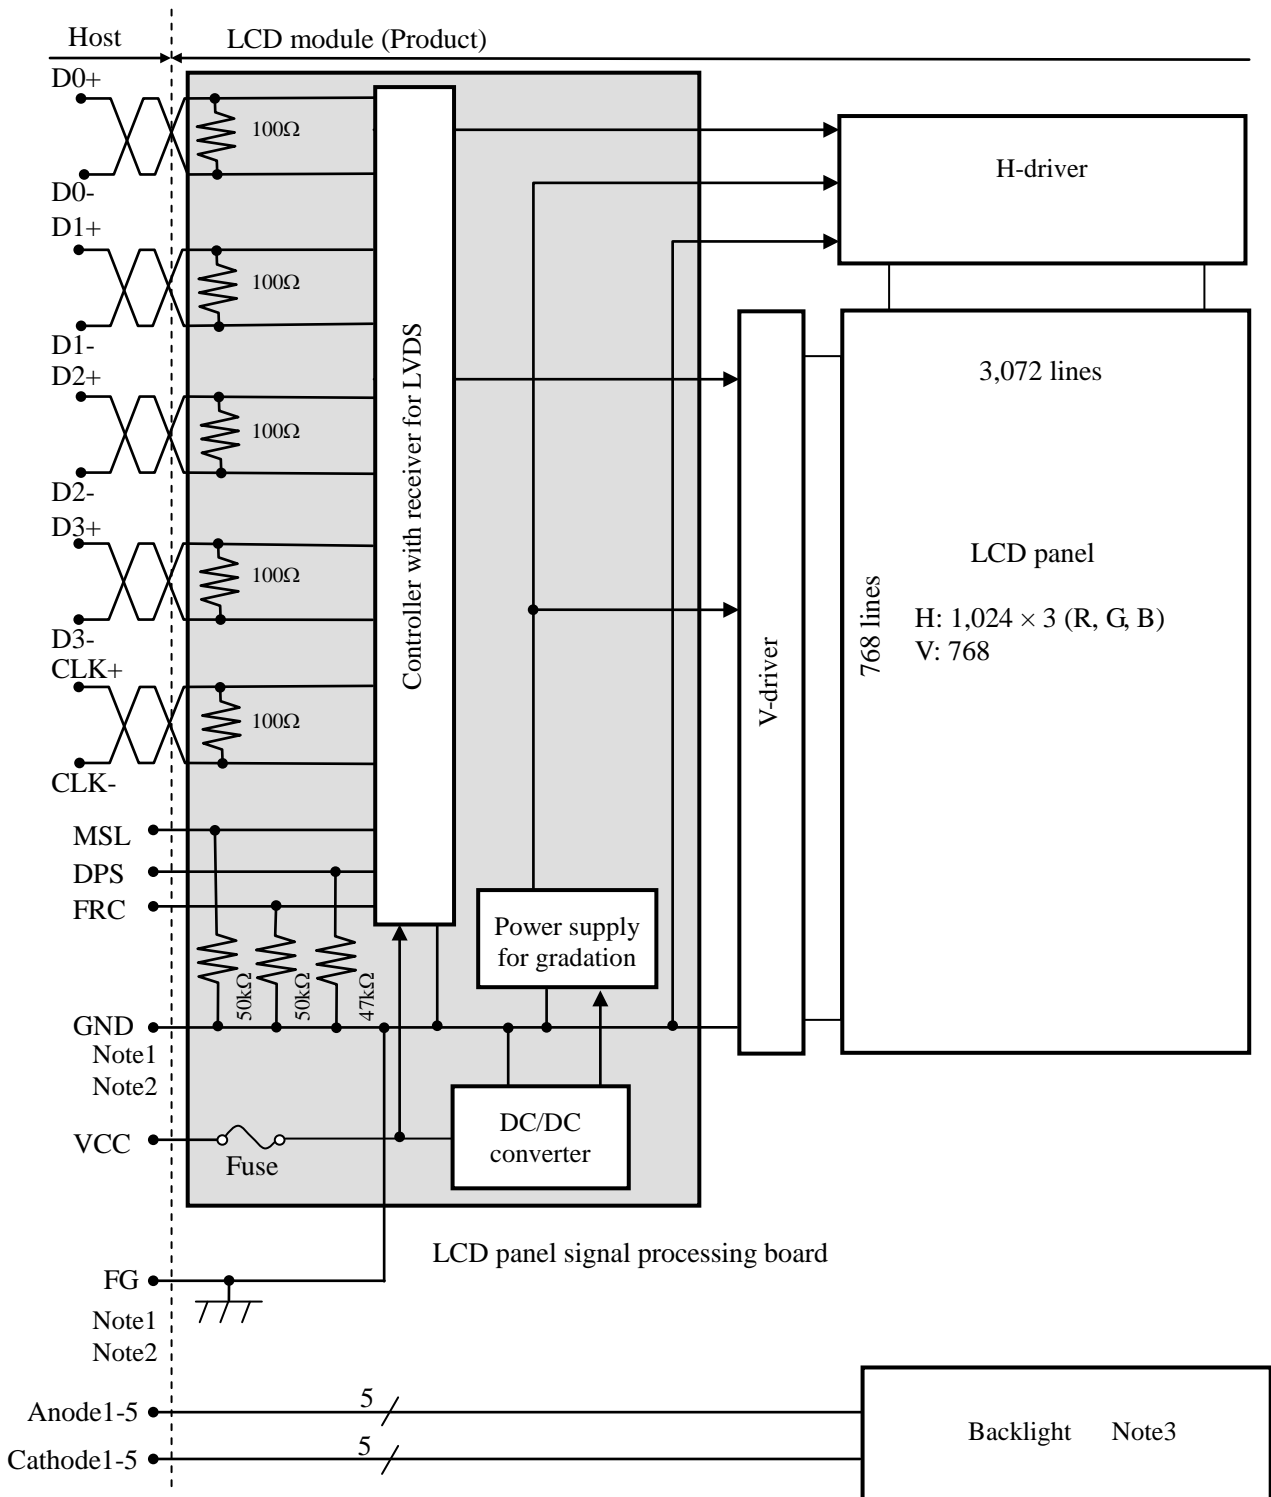 Host
LCD module (Product)
D0+
100Ω
D0-
D1+
100Ω
D1-
D2+
100Ω
D2-
D3+
100Ω
D3-
CLK+
100Ω
CLK-
MSL
DPS
FRC
50kΩ
50kΩ
47kΩ
GND
Note1
Note2
VCC
Fuse
Controller with receiver for LVDS
Power supply
for gradation
DC/DC
converter
H-driver
V-driver
3,072 lines
768 lines
LCD panel
H: 1,024 × 3 (R, G, B)
V: 768
LCD panel signal processing board
FG
Note1
Note2
Anode1-5
5
Cathode1-5
5
Backlight Note3